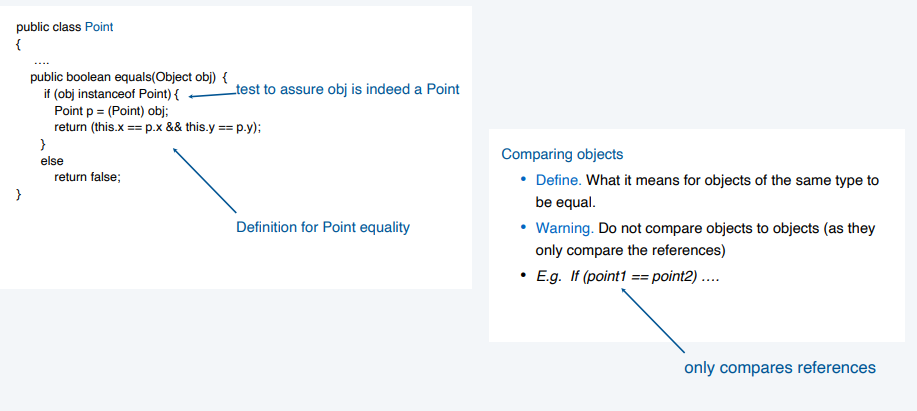 public class Point
{
....
public boolean equals(Object obj) {
if (obj instanceof Point) {
test to assure obj is indeed a Point
Point p = (Point) obj;
return (this.x == p.x && this.y == p.y);
}
else
return false;
}
Definition for Point equality
Comparing objects
• Define. What it means for objects of the same type to
be equal.
• Warning. Do not compare objects to objects (as they
only compare the references)
• E.g. If (point1 == point2) ....
only compares references